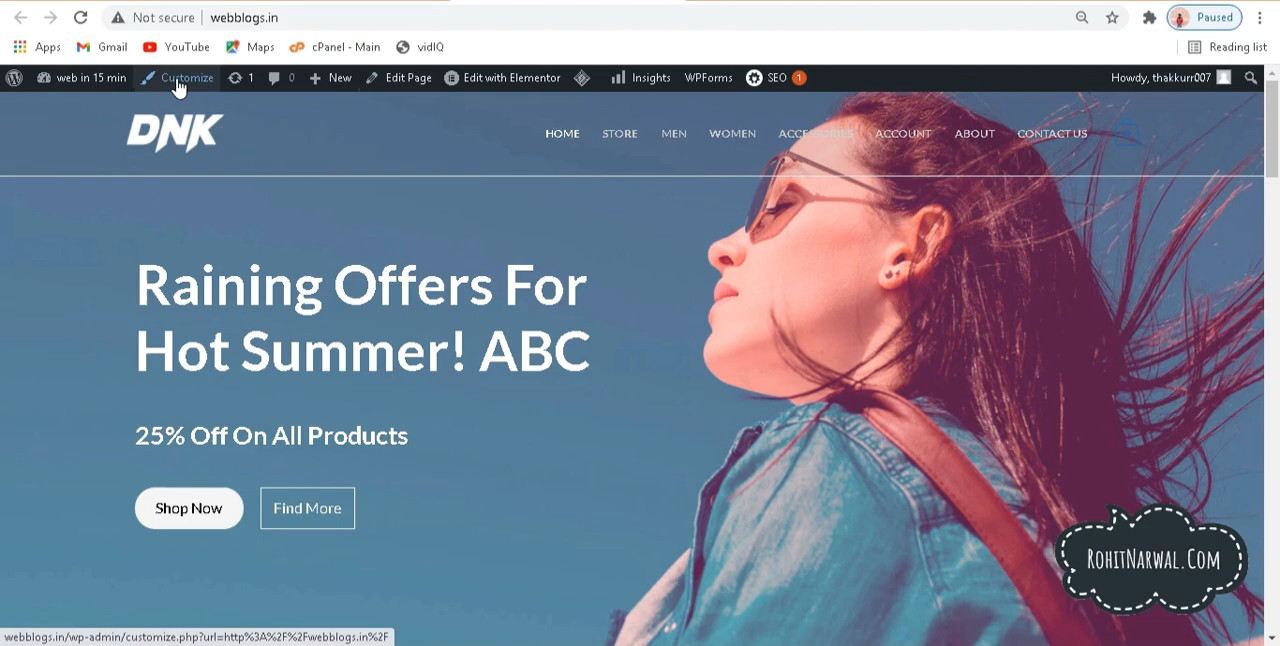 Not secure webblogs.in Paused
Apps Gmail YouTube Maps cPanel - Main vidIQ Reading list
web in 15 min Customize 1 0 New Edit Page Edit with Elementor Insights WPForms SEO 1 Howdy, thakkurr007
DNK HOME STORE MEN WOMEN ACCESSORIES ACCOUNT ABOUT CONTACT US
Raining Offers For
Hot Summer! ABC
25% Off On All Products
Shop Now Find More
RohitNarwal.Com
webblogs.in/wp-admin/customize.php?url=http%3A%2F%2Fwebblogs.in%2F